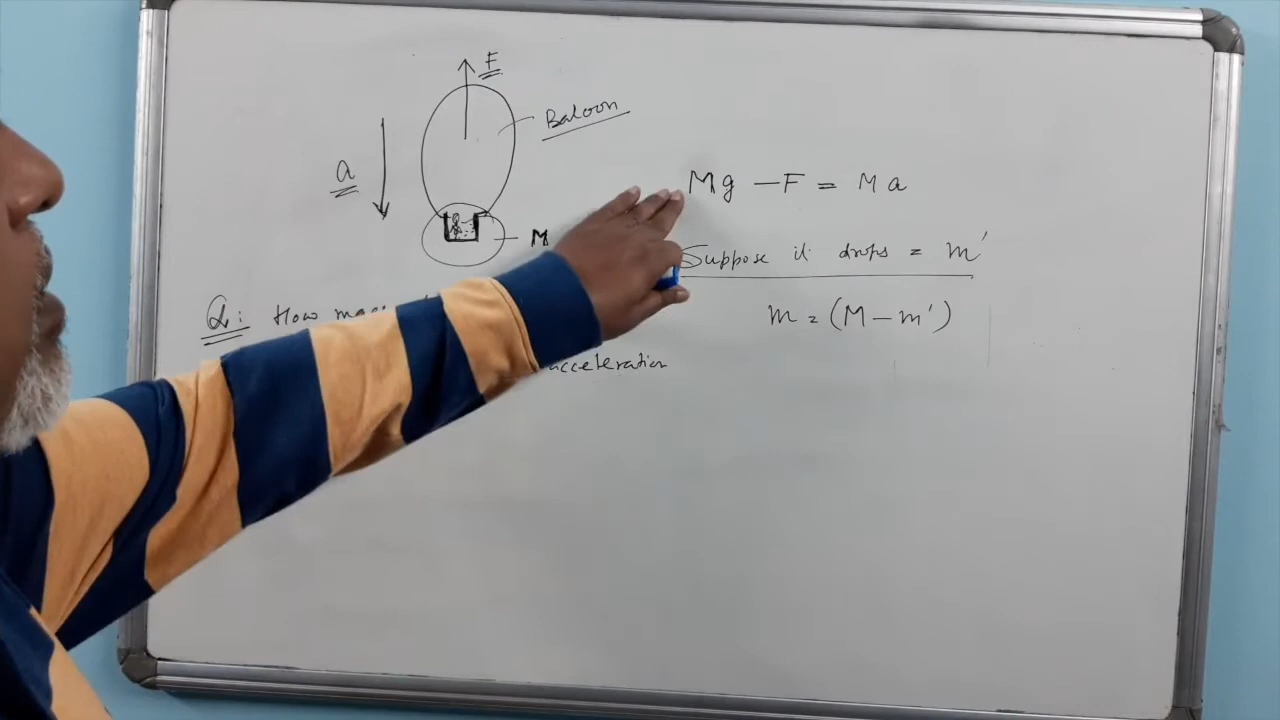 F
Baloon
a
M
Mg - F = Ma
Suppose it drops = m'
m = (M - m')
Q: How
acceleration